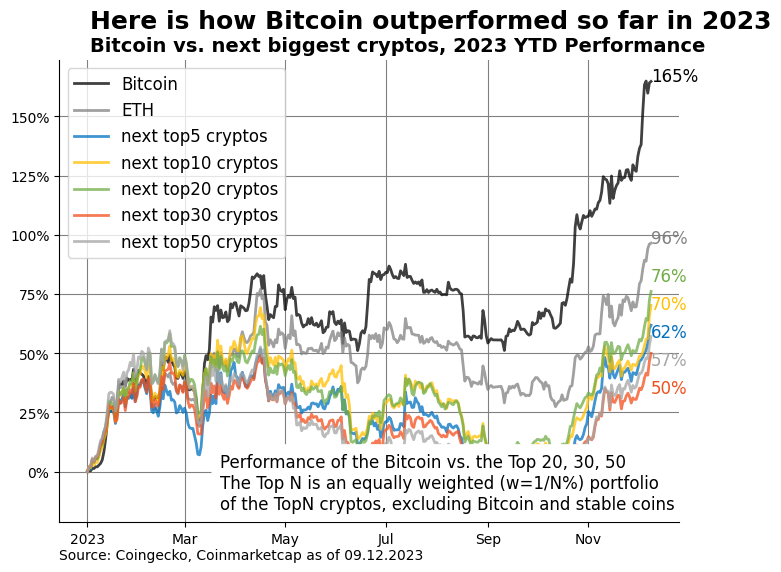 Here is how Bitcoin outperformed so far in 2023
Bitcoin vs. next biggest cryptos, 2023 YTD Performance
Bitcoin
ETH
next top5 cryptos
next top10 cryptos
next top20 cryptos
next top30 cryptos
next top50 cryptos
150%
125%
100%
75%
50%
25%
0%
165%
96%
76%
70%
62%
57%
50%
Performance of the Bitcoin vs. the Top 20, 30, 50
The Top N is an equally weighted (w=1/N%) portfolio
of the TopN cryptos, excluding Bitcoin and stable coins
2023 Mar May Jul Sep Nov
Source: Coingecko, Coinmarketcap as of 09.12.2023